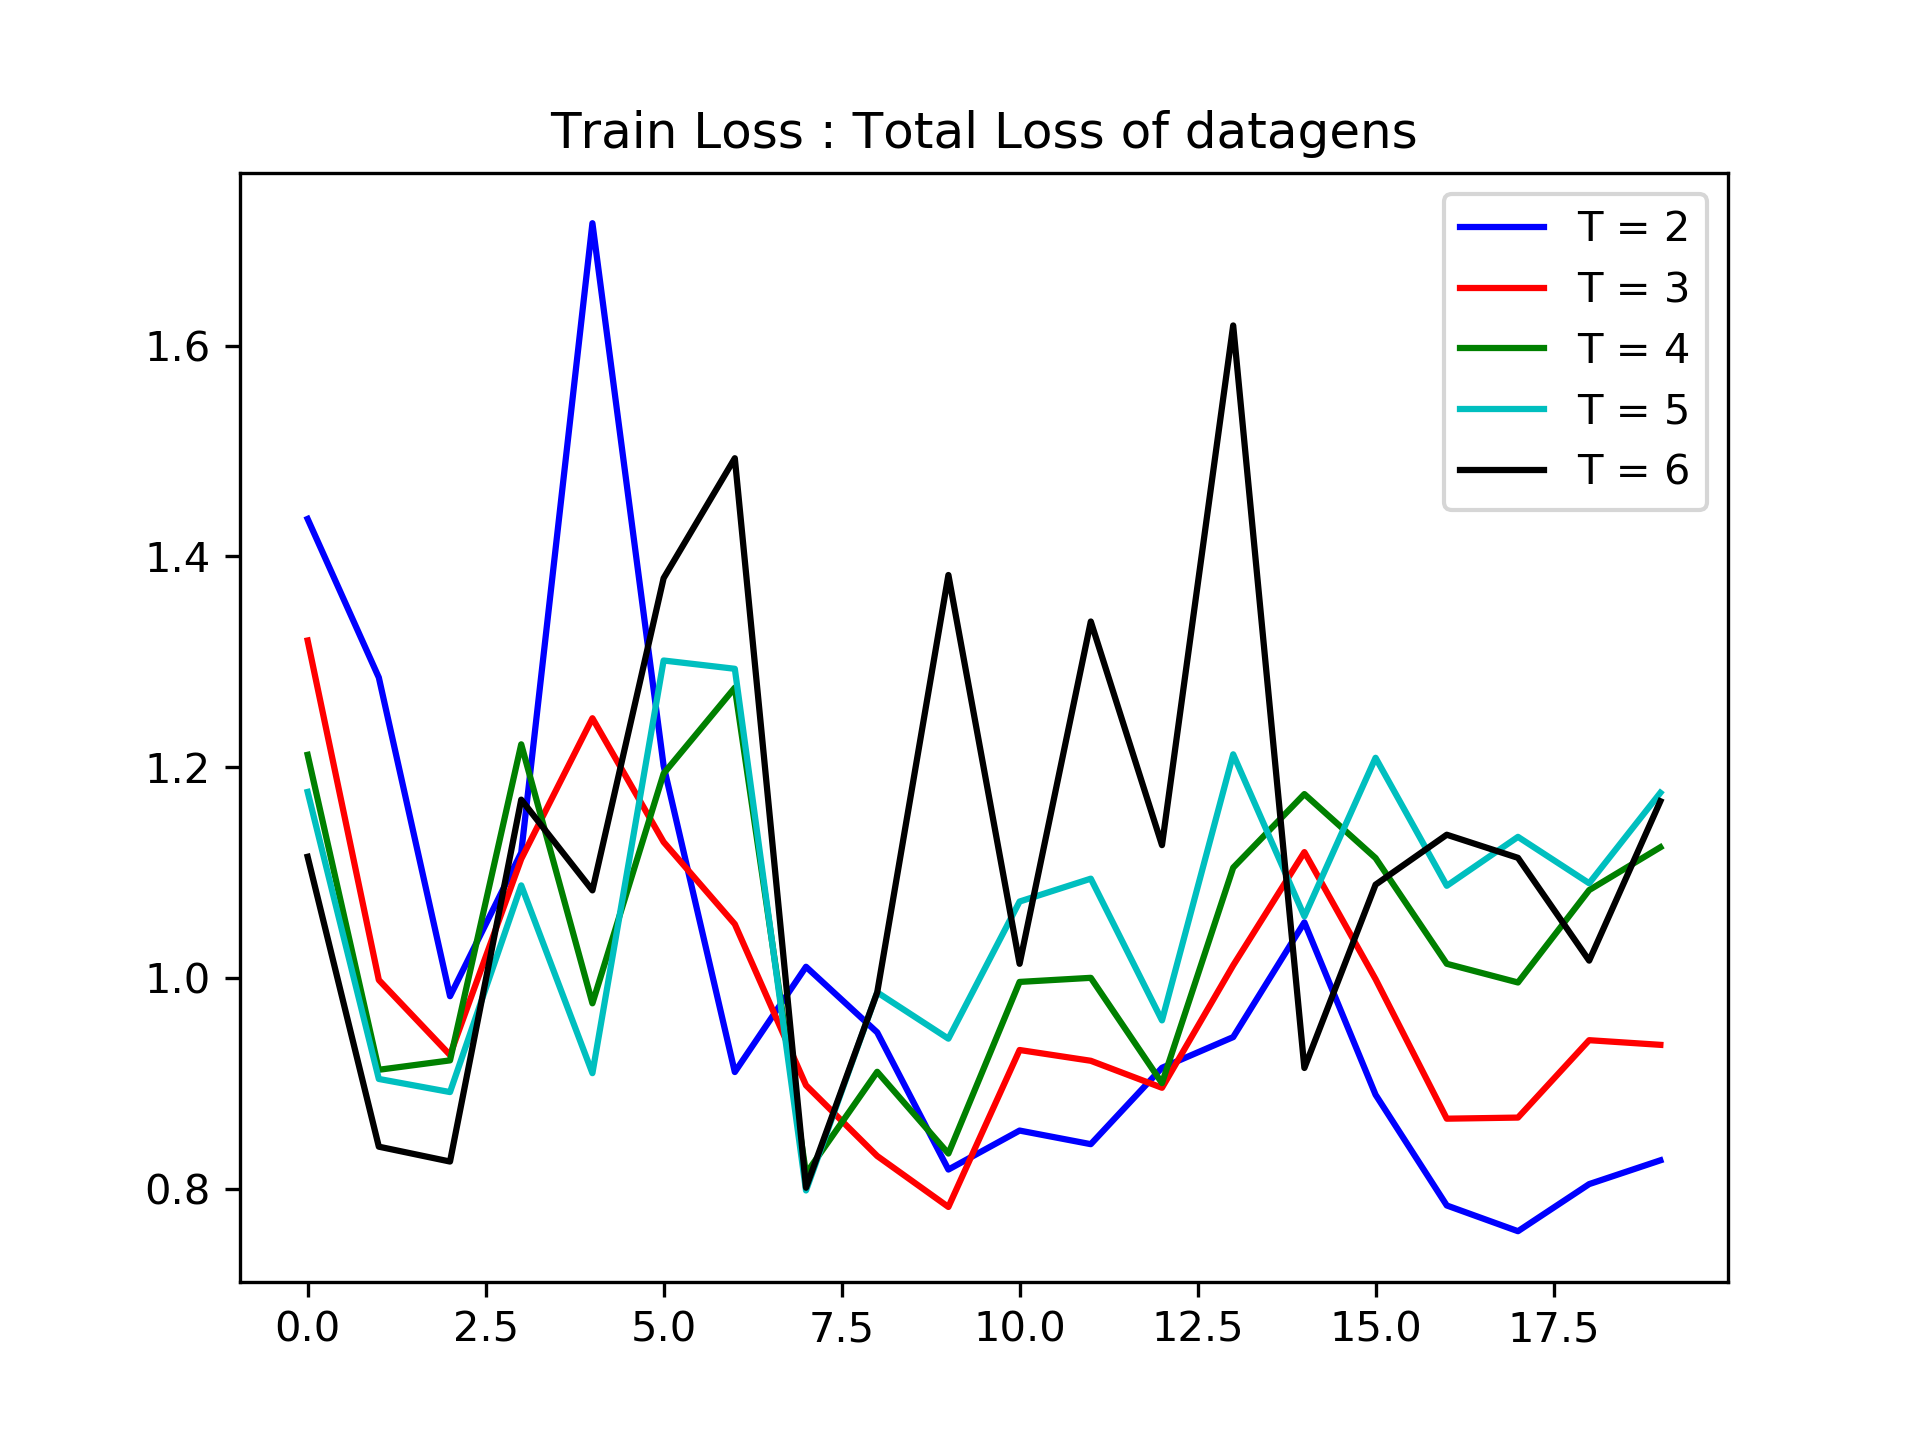 Train Loss : Total Loss of datagens
T = 2
T = 3
T = 4
T = 5
T = 6
1.6
1.4
1.2
1.0
0.8
0.0 2.5 5.0 7.5 10.0 12.5 15.0 17.5